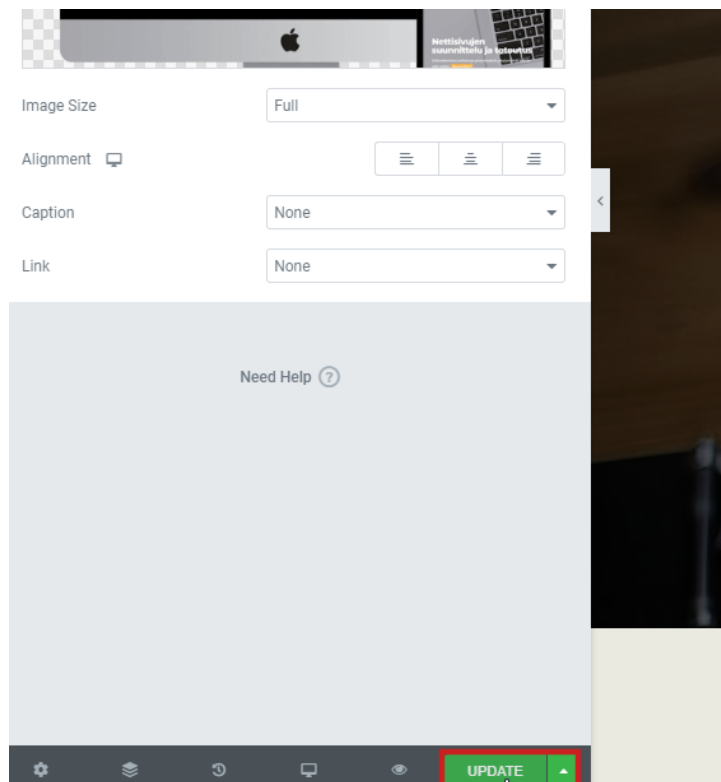 Nettisivujen
suunnittelu ja toteutus
Image Size
Full
Alignment
Caption
None
Link
None
Need Help ?
UPDATE